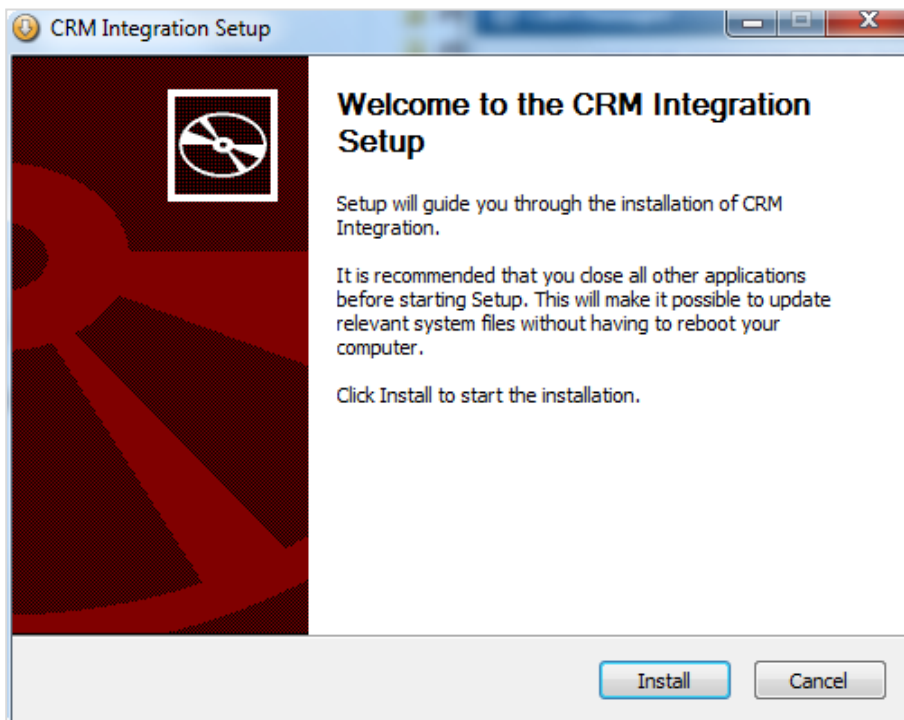 CRM Integration Setup
Welcome to the CRM Integration
Setup
Setup will guide you through the installation of CRM
Integration.
It is recommended that you close all other applications
before starting Setup. This will make it possible to update
relevant system files without having to reboot your
computer.
Click Install to start the installation.
Install
Cancel